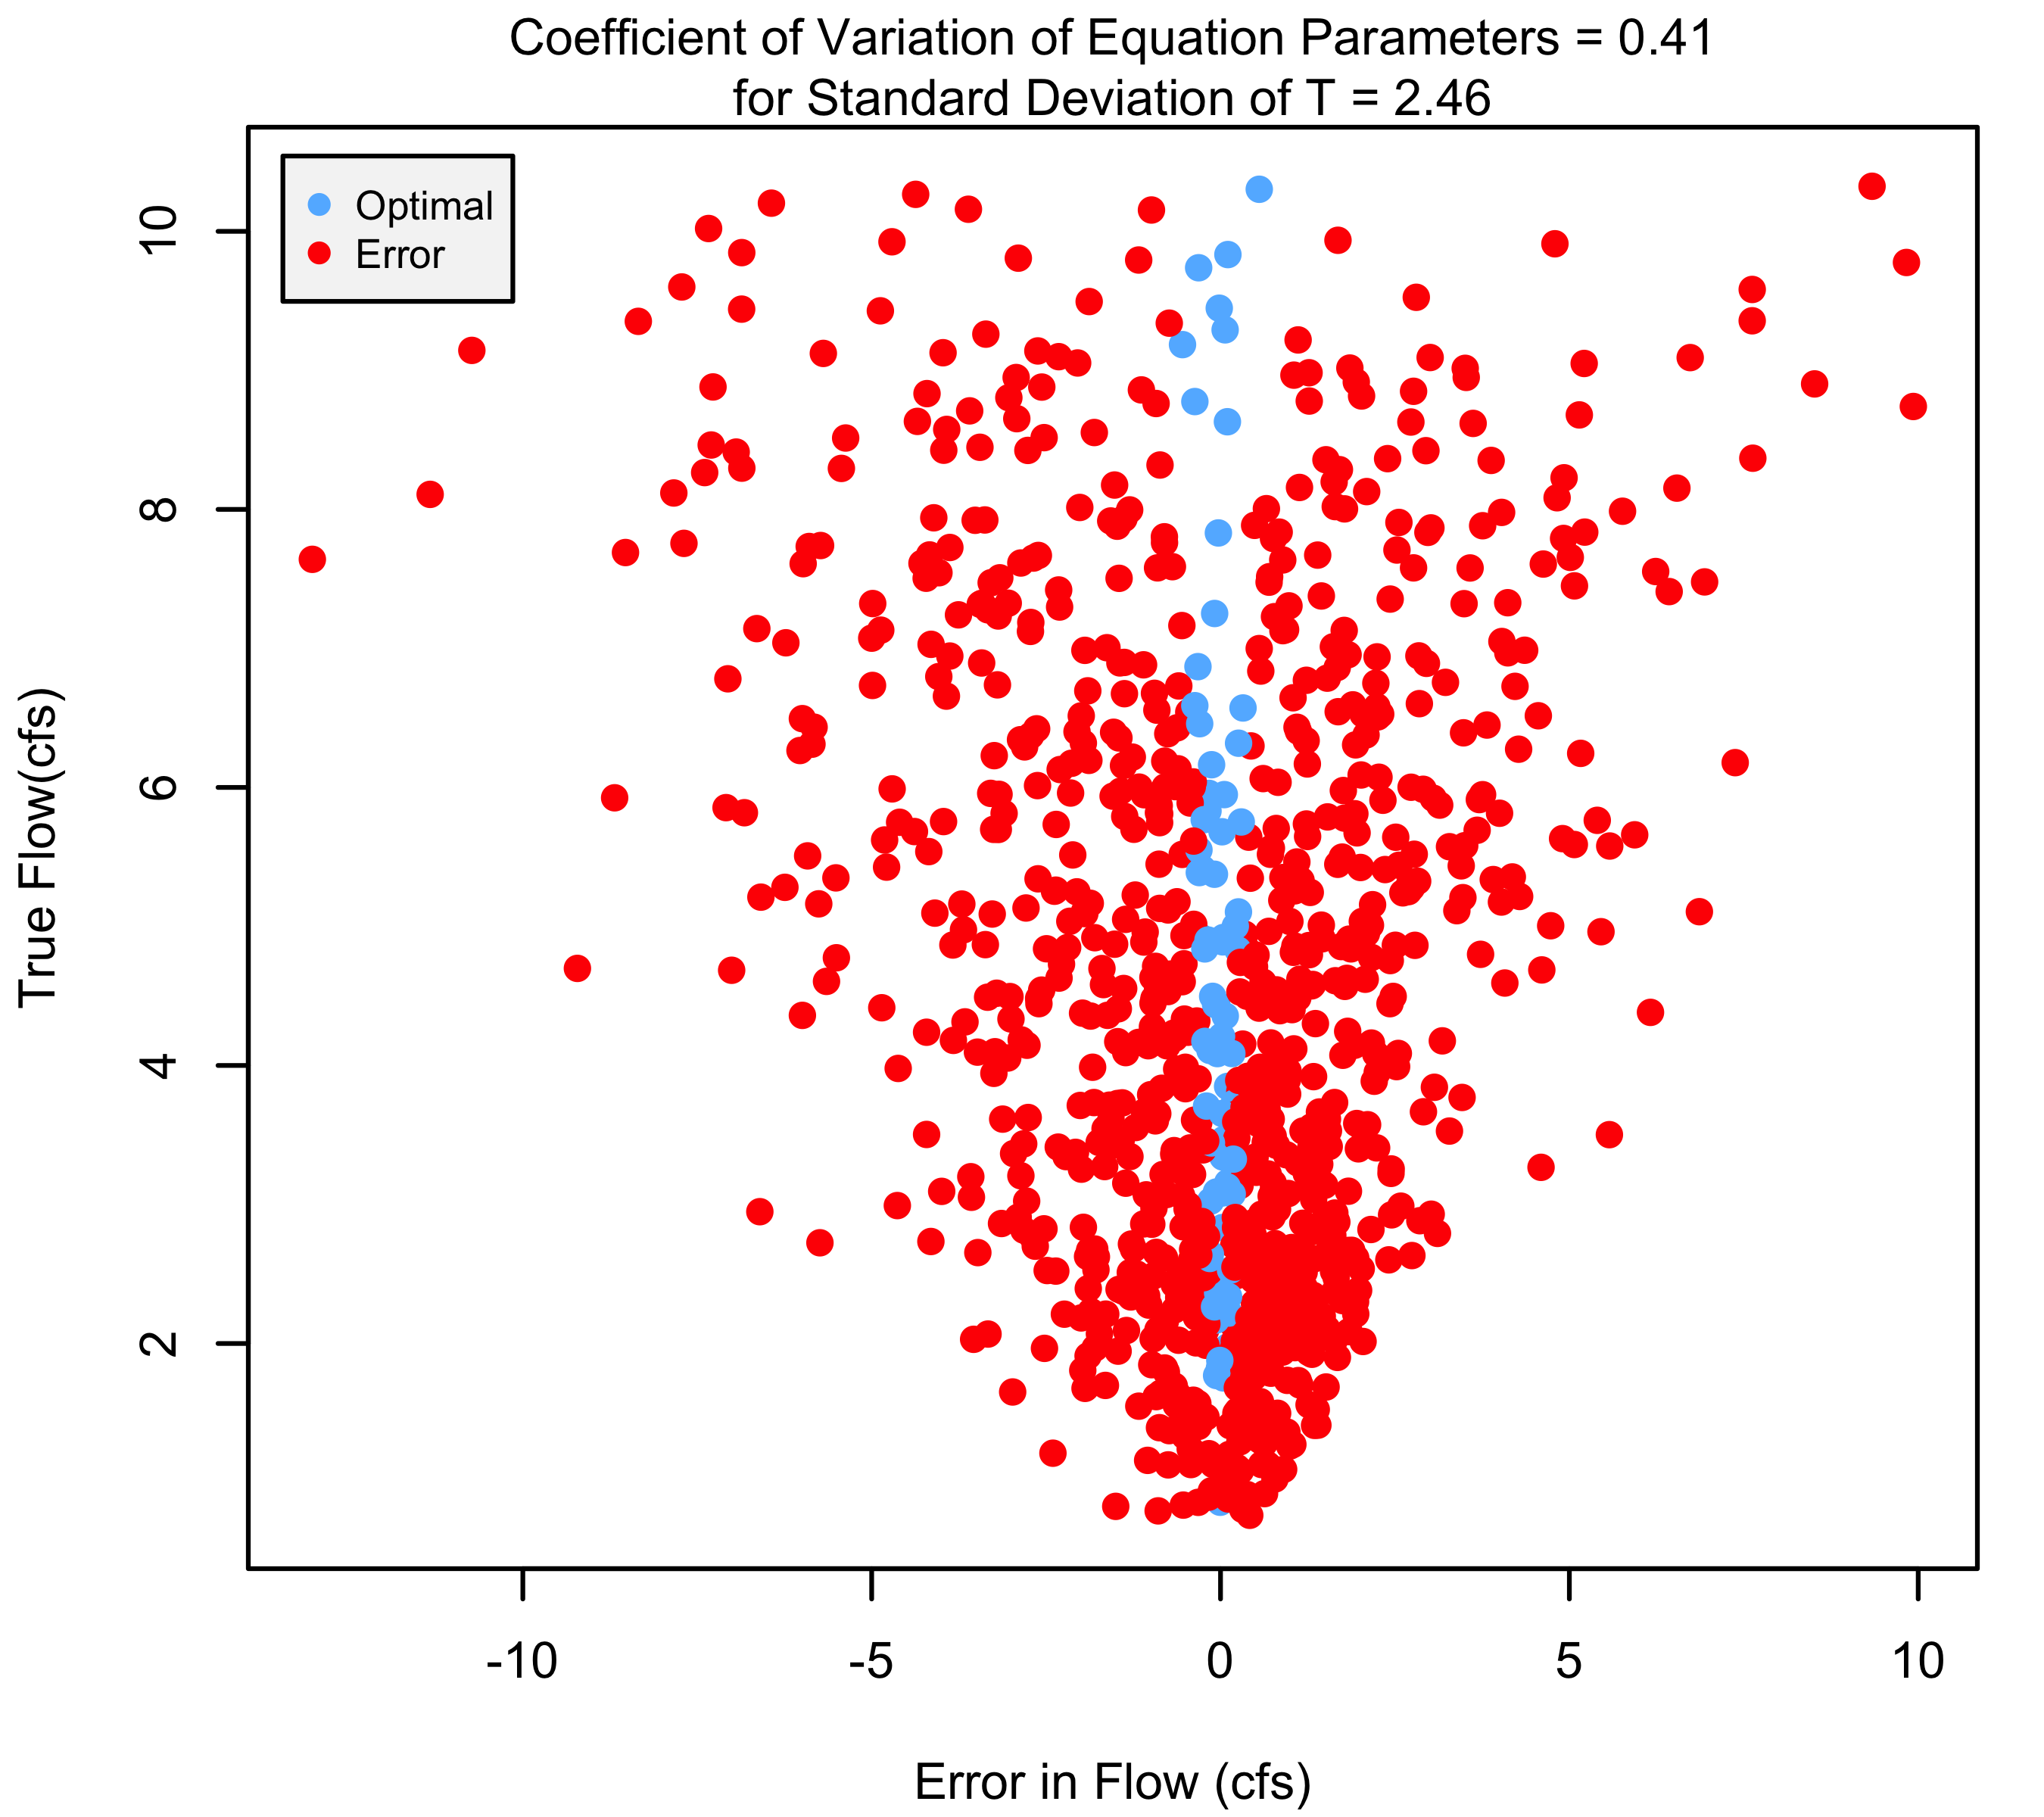 Coefficient of Variation of Equation Parameters = 0.41
for Standard Deviation of T = 2.46
Optimal
Error
True Flow(cfs)
10
8
6
4
2
-10 -5 0 5 10
Error in Flow (cfs)